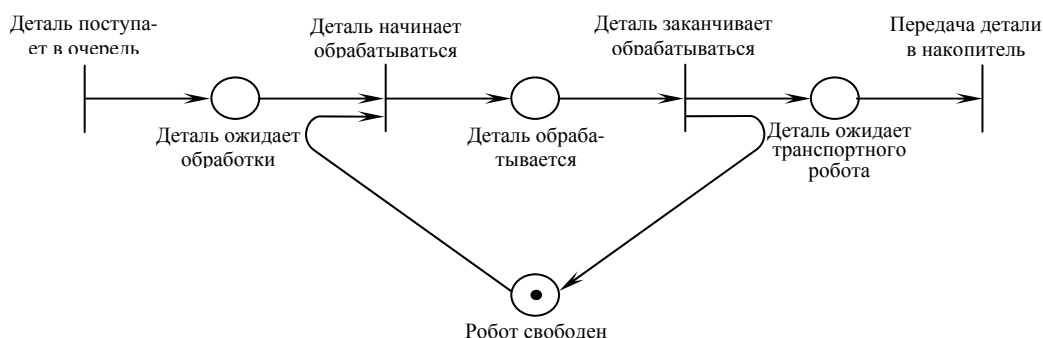 Деталь поступа-
ет в очередь
Деталь начинает
обрабатываться
Деталь заканчивает
обрабатываться
Передача детали
в накопитель
Деталь ожидает
обработки
Деталь обраба-
тывается
Деталь ожидает
транспортного
робота
Робот свободен